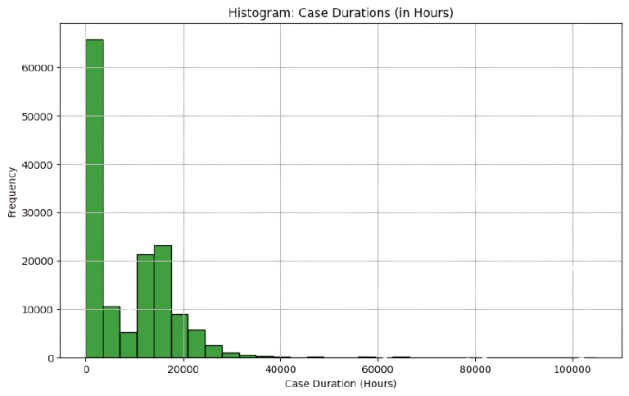 Histogram: Case Durations (in Hours)
Frequency
60000
50000
40000
30000
20000
10000
0
0 20000 40000 60000 80000 100000
Case Duration (Hours)